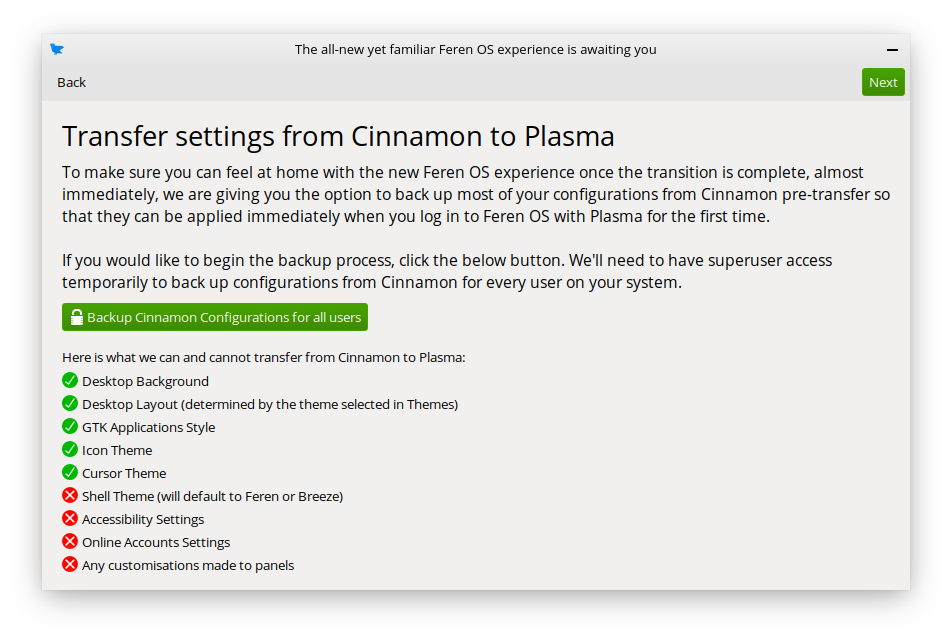 The all-new yet familiar Feren OS experience is awaiting you
Back
Next
Transfer settings from Cinnamon to Plasma
To make sure you can feel at home with the new Feren OS experience once the transition is complete, almost
immediately, we are giving you the option to back up most of your configurations from Cinnamon pre-transfer so
that they can be applied immediately when you log in to Feren OS with Plasma for the first time.
If you would like to begin the backup process, click the below button. We'll need to have superuser access
temporarily to back up configurations from Cinnamon for every user on your system.
Backup Cinnamon Configurations for all users
Here is what we can and cannot transfer from Cinnamon to Plasma:
Desktop Background
Desktop Layout (determined by the theme selected in Themes)
GTK Applications Style
Icon Theme
Cursor Theme
Shell Theme (will default to Feren or Breeze)
Accessibility Settings
Online Accounts Settings
Any customisations made to panels